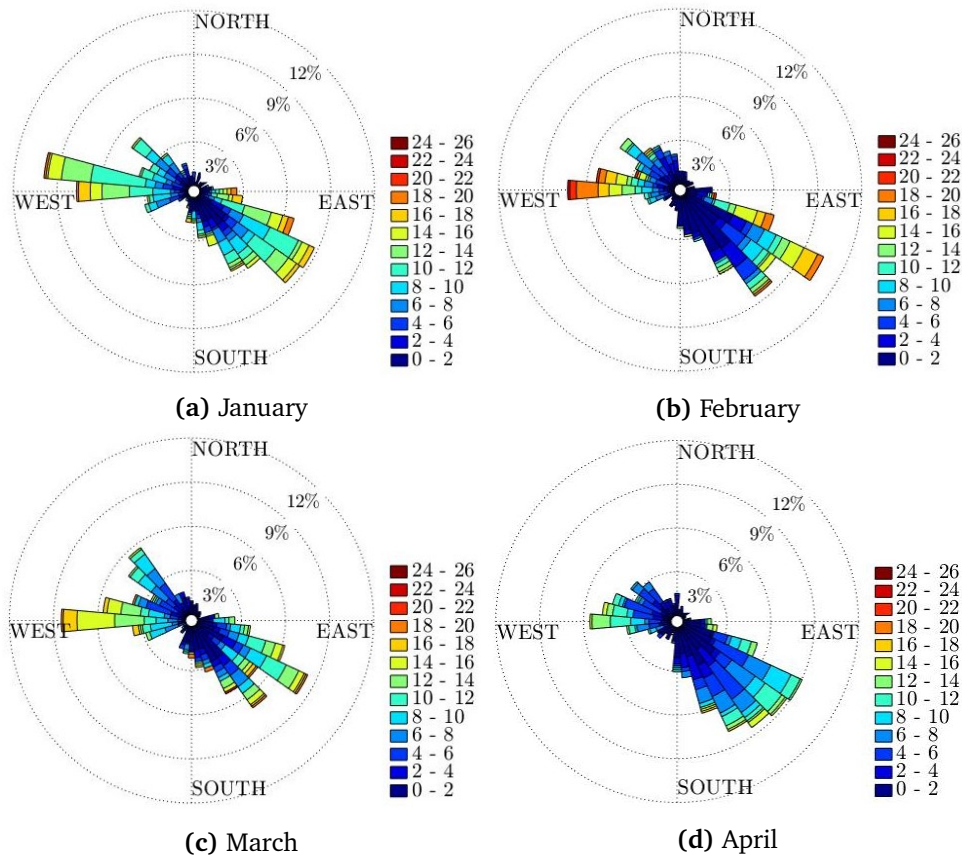 NORTH
12%
9%
6%
3%
WEST
EAST
SOUTH
24 - 26
22 - 24
20 - 22
18 - 20
16 - 18
14 - 16
12 - 14
10 - 12
8 - 10
6 - 8
4 - 6
2 - 4
0 - 2
(a) January
NORTH
12%
9%
6%
3%
WEST
EAST
SOUTH
24 - 26
22 - 24
20 - 22
18 - 20
16 - 18
14 - 16
12 - 14
10 - 12
8 - 10
6 - 8
4 - 6
2 - 4
0 - 2
(b) February
NORTH
12%
9%
6%
3%
WEST
EAST
SOUTH
24 - 26
22 - 24
20 - 22
18 - 20
16 - 18
14 - 16
12 - 14
10 - 12
8 - 10
6 - 8
4 - 6
2 - 4
0 - 2
(c) March
NORTH
12%
9%
6%
3%
WEST
EAST
SOUTH
24 - 26
22 - 24
20 - 22
18 - 20
16 - 18
14 - 16
12 - 14
10 - 12
8 - 10
6 - 8
4 - 6
2 - 4
0 - 2
(d) April